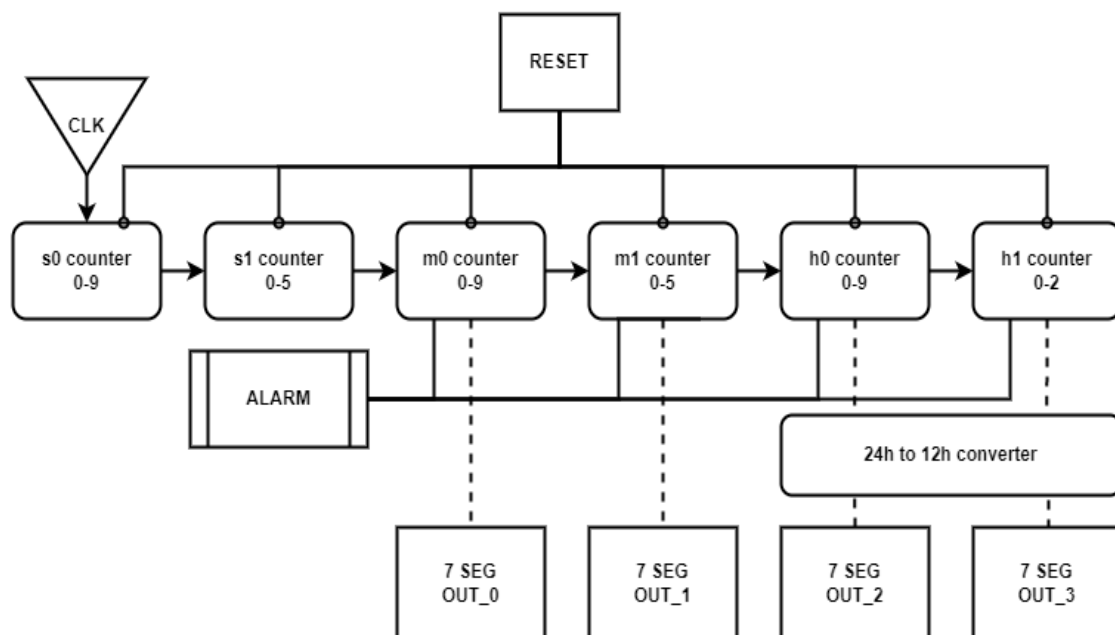 RESET
CLK
s0 counter
0-9
s1 counter
0-5
m0 counter
0-9
m1 counter
0-5
h0 counter
0-9
h1 counter
0-2
ALARM
24h to 12h converter
7 SEG
OUT_0
7 SEG
OUT_1
7 SEG
OUT_2
7 SEG
OUT_3